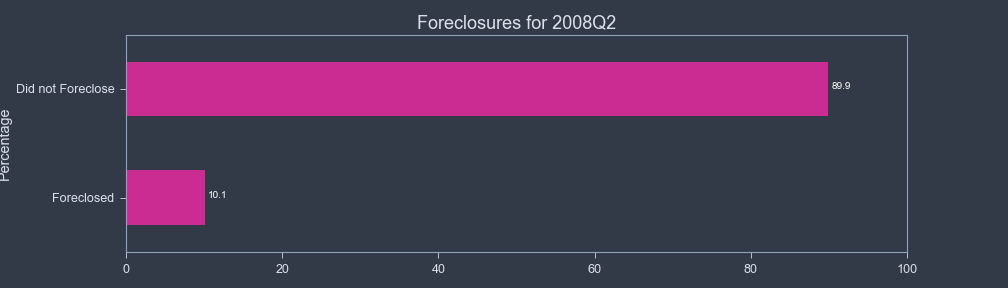 Foreclosures for 2008Q2
Percentage
Did not Foreclose
89.9
Foreclosed
10.1
0 20 40 60 80 100